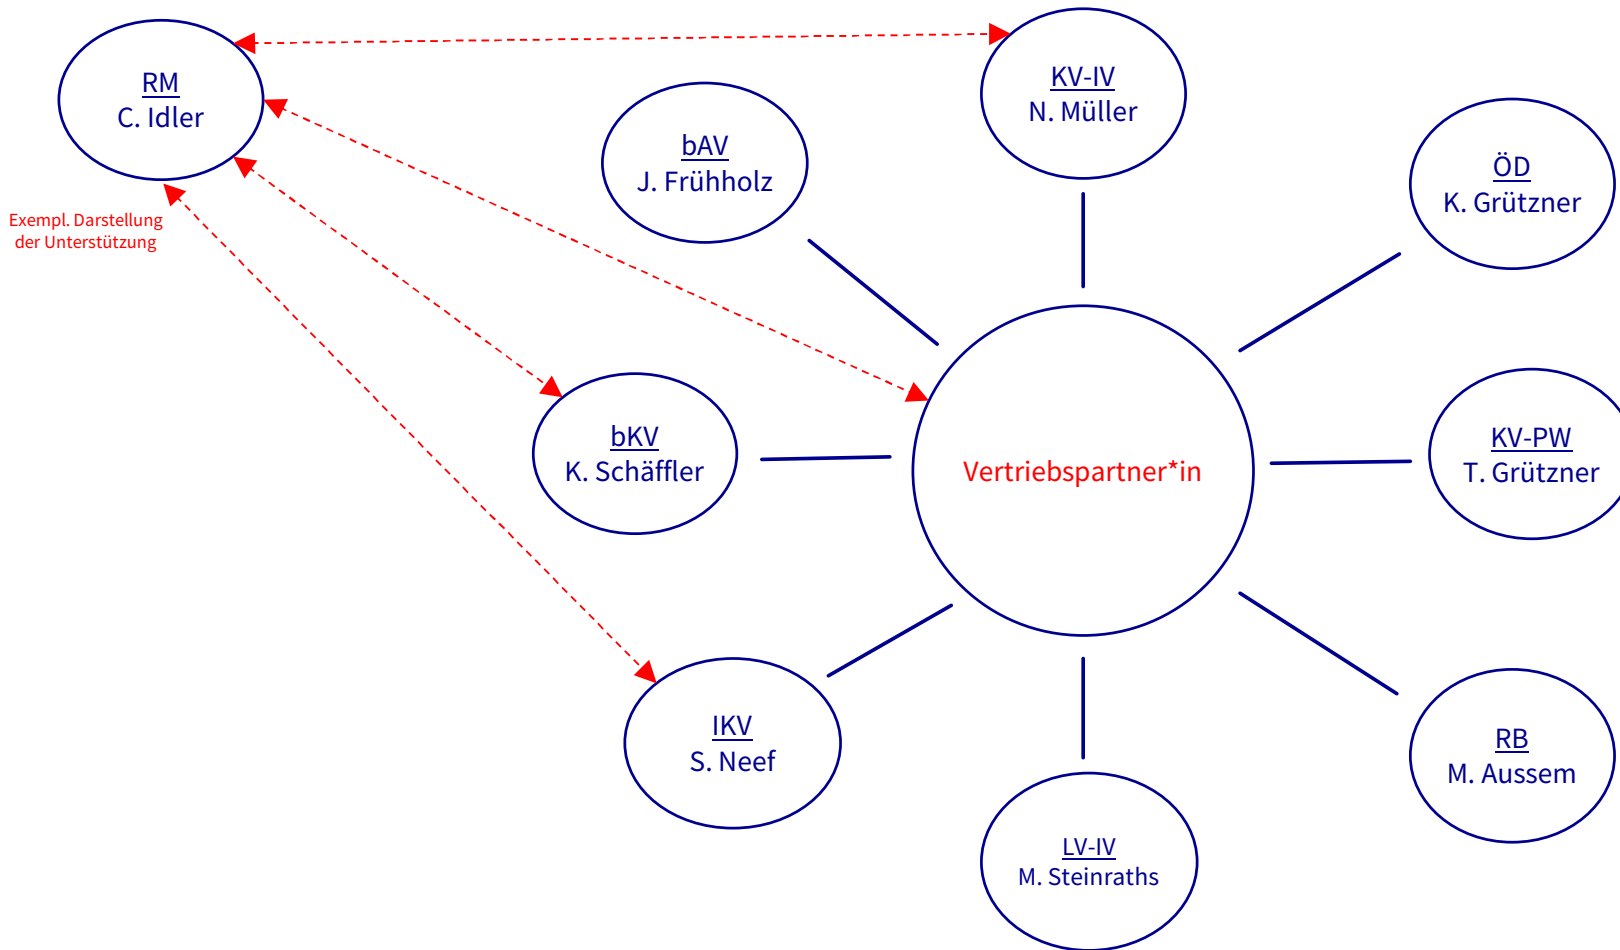 RM
C. Idler
Exempl. Darstellung
der Unterstützung
bAV
J. Frühholz
KV-IV
N. Müller
ÖD
K. Grützner
bKV
K. Schäffler
Vertriebspartner*in
KV-PW
T. Grützner
IKV
S. Neef
LV-IV
M. Steinraths
RB
M. Aussem